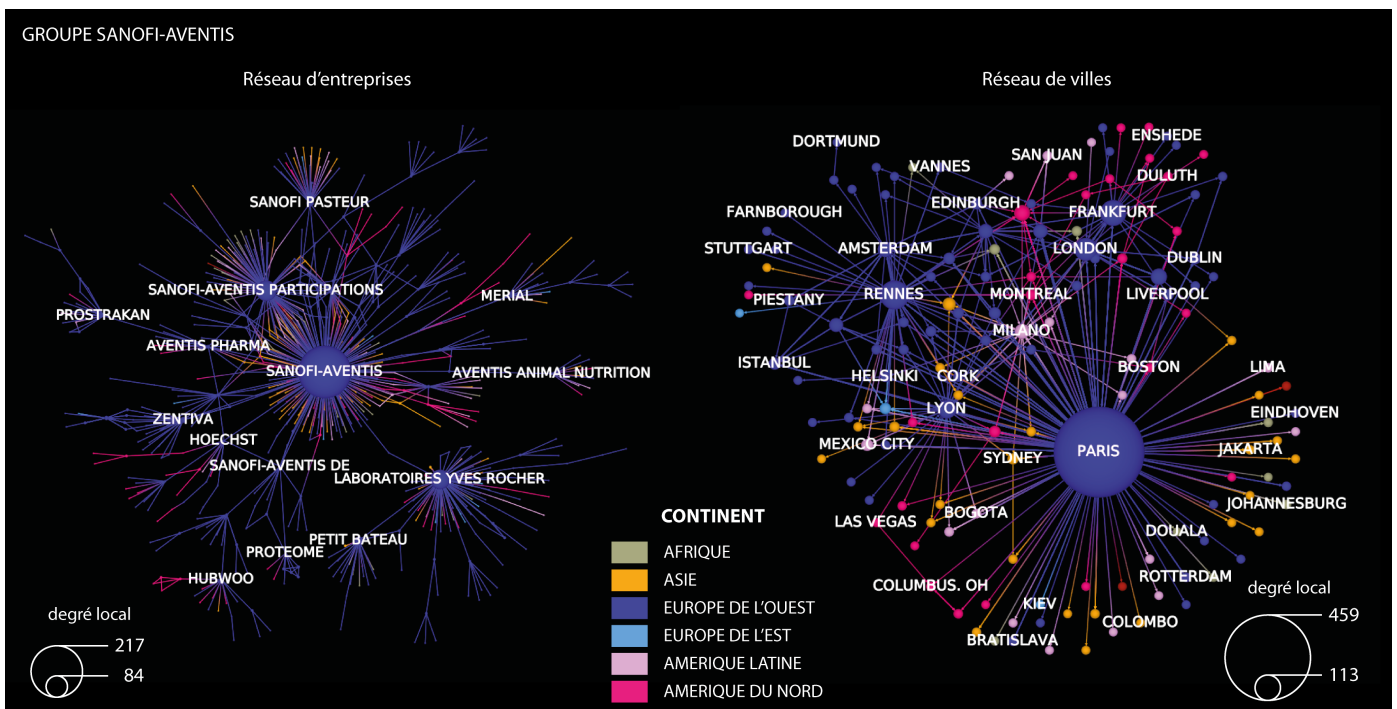 GROUPE SANOFI-AVENTIS
Réseau d'entreprises
SANOFI PASTEUR
SANOFI-AVENTIS PARTICIPATIONS
MERIAL
PROSTRAKAN
AVENTIS PHARMA
SANOFI-AVENTIS
AVENTIS ANIMAL NUTRITION
ZENTIVA
HOECHST
SANOFI-AVENTIS DE
LABORATOIRES YVES ROCHER
PETIT BATEAU
PROTEOME
HUBWOO
degré local
217
84
Réseau de villes
ENSHEDE
DORTMUND
SAN JUAN
VANNES
DULUTH
EDINBURGH
FARNBOROUGH
FRANKFURT
STUTTGART
AMSTERDAM
LONDON
DUBLIN
PIESTANY
RENNES
MONTREAL
LIVERPOOL
MILANO
ISTANBUL
BOSTON
LIMA
HELSINKI
CORK
LYON
EINDHOVEN
MEXICO CITY
PARIS
JAKARTA
SYDNEY
JOHANNESBURG
LAS VEGAS
BOGOTA
DOUALA
ROTTERDAM
COLUMBUS. OH
KIEV
COLOMBO
BRATISLAVA
degré local
459
113
CONTINENT
AFRIQUE
ASIE
EUROPE DE L'OUEST
EUROPE DE L'EST
AMERIQUE LATINE
AMERIQUE DU NORD